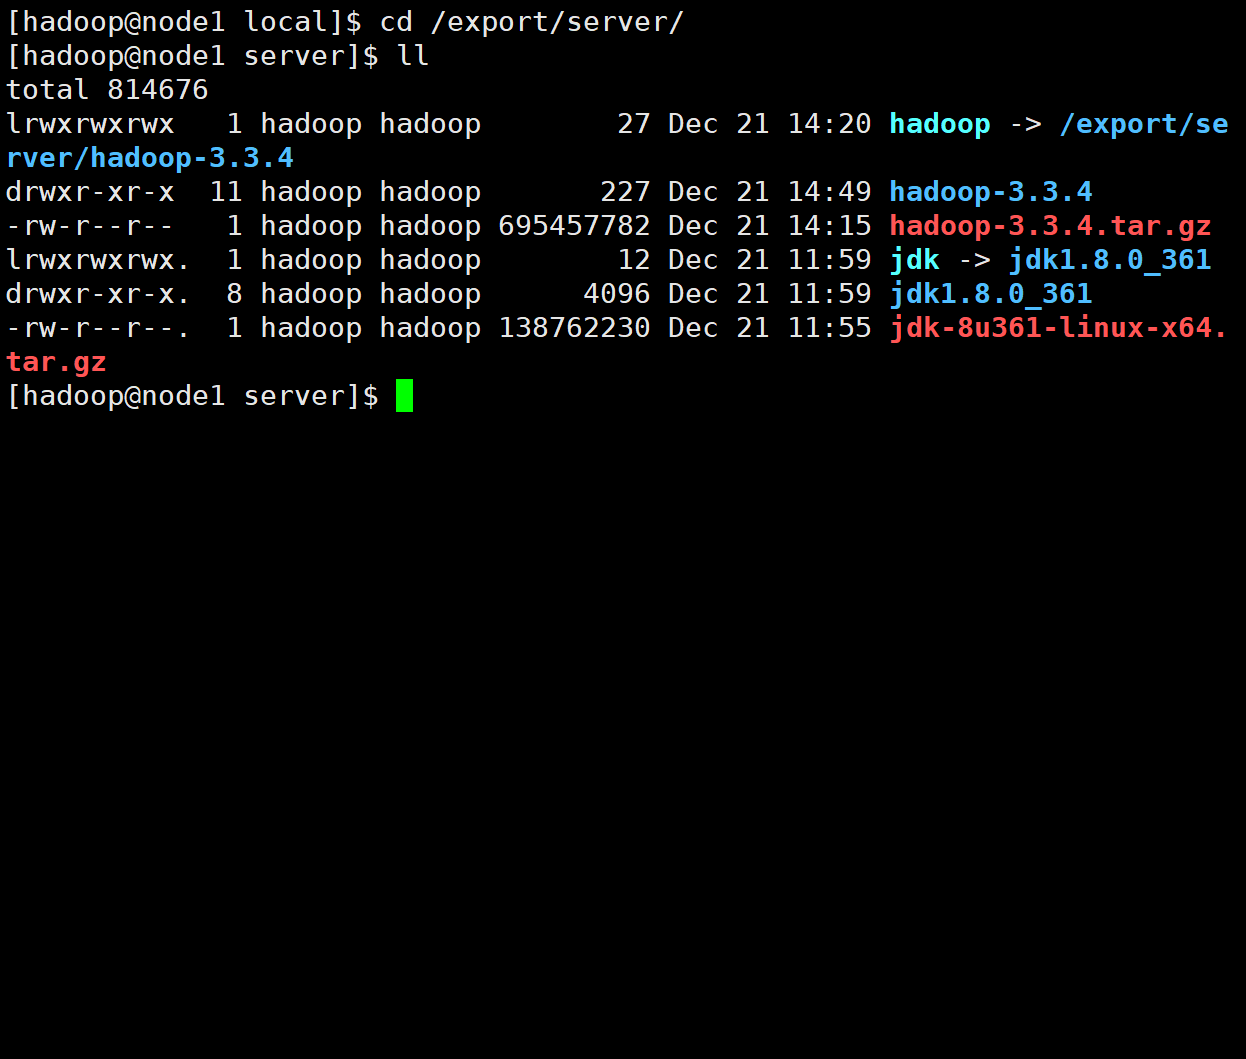 [hadoop@node1 local]$ cd /export/server/
[hadoop@node1 server]$ ll
total 814676
lrwxrwxrwx   1 hadoop hadoop        27 Dec 21 14:20 hadoop -> /export/se
rver/hadoop-3.3.4
drwxr-xr-x  11 hadoop hadoop       227 Dec 21 14:49 hadoop-3.3.4
-rw-r--r--   1 hadoop hadoop 695457782 Dec 21 14:15 hadoop-3.3.4.tar.gz
lrwxrwxrwx.  1 hadoop hadoop        12 Dec 21 11:59 jdk -> jdk1.8.0_361
drwxr-xr-x.  8 hadoop hadoop      4096 Dec 21 11:59 jdk1.8.0_361
-rw-r--r--.  1 hadoop hadoop 138762230 Dec 21 11:55 jdk-8u361-linux-x64.
tar.gz
[hadoop@node1 server]$